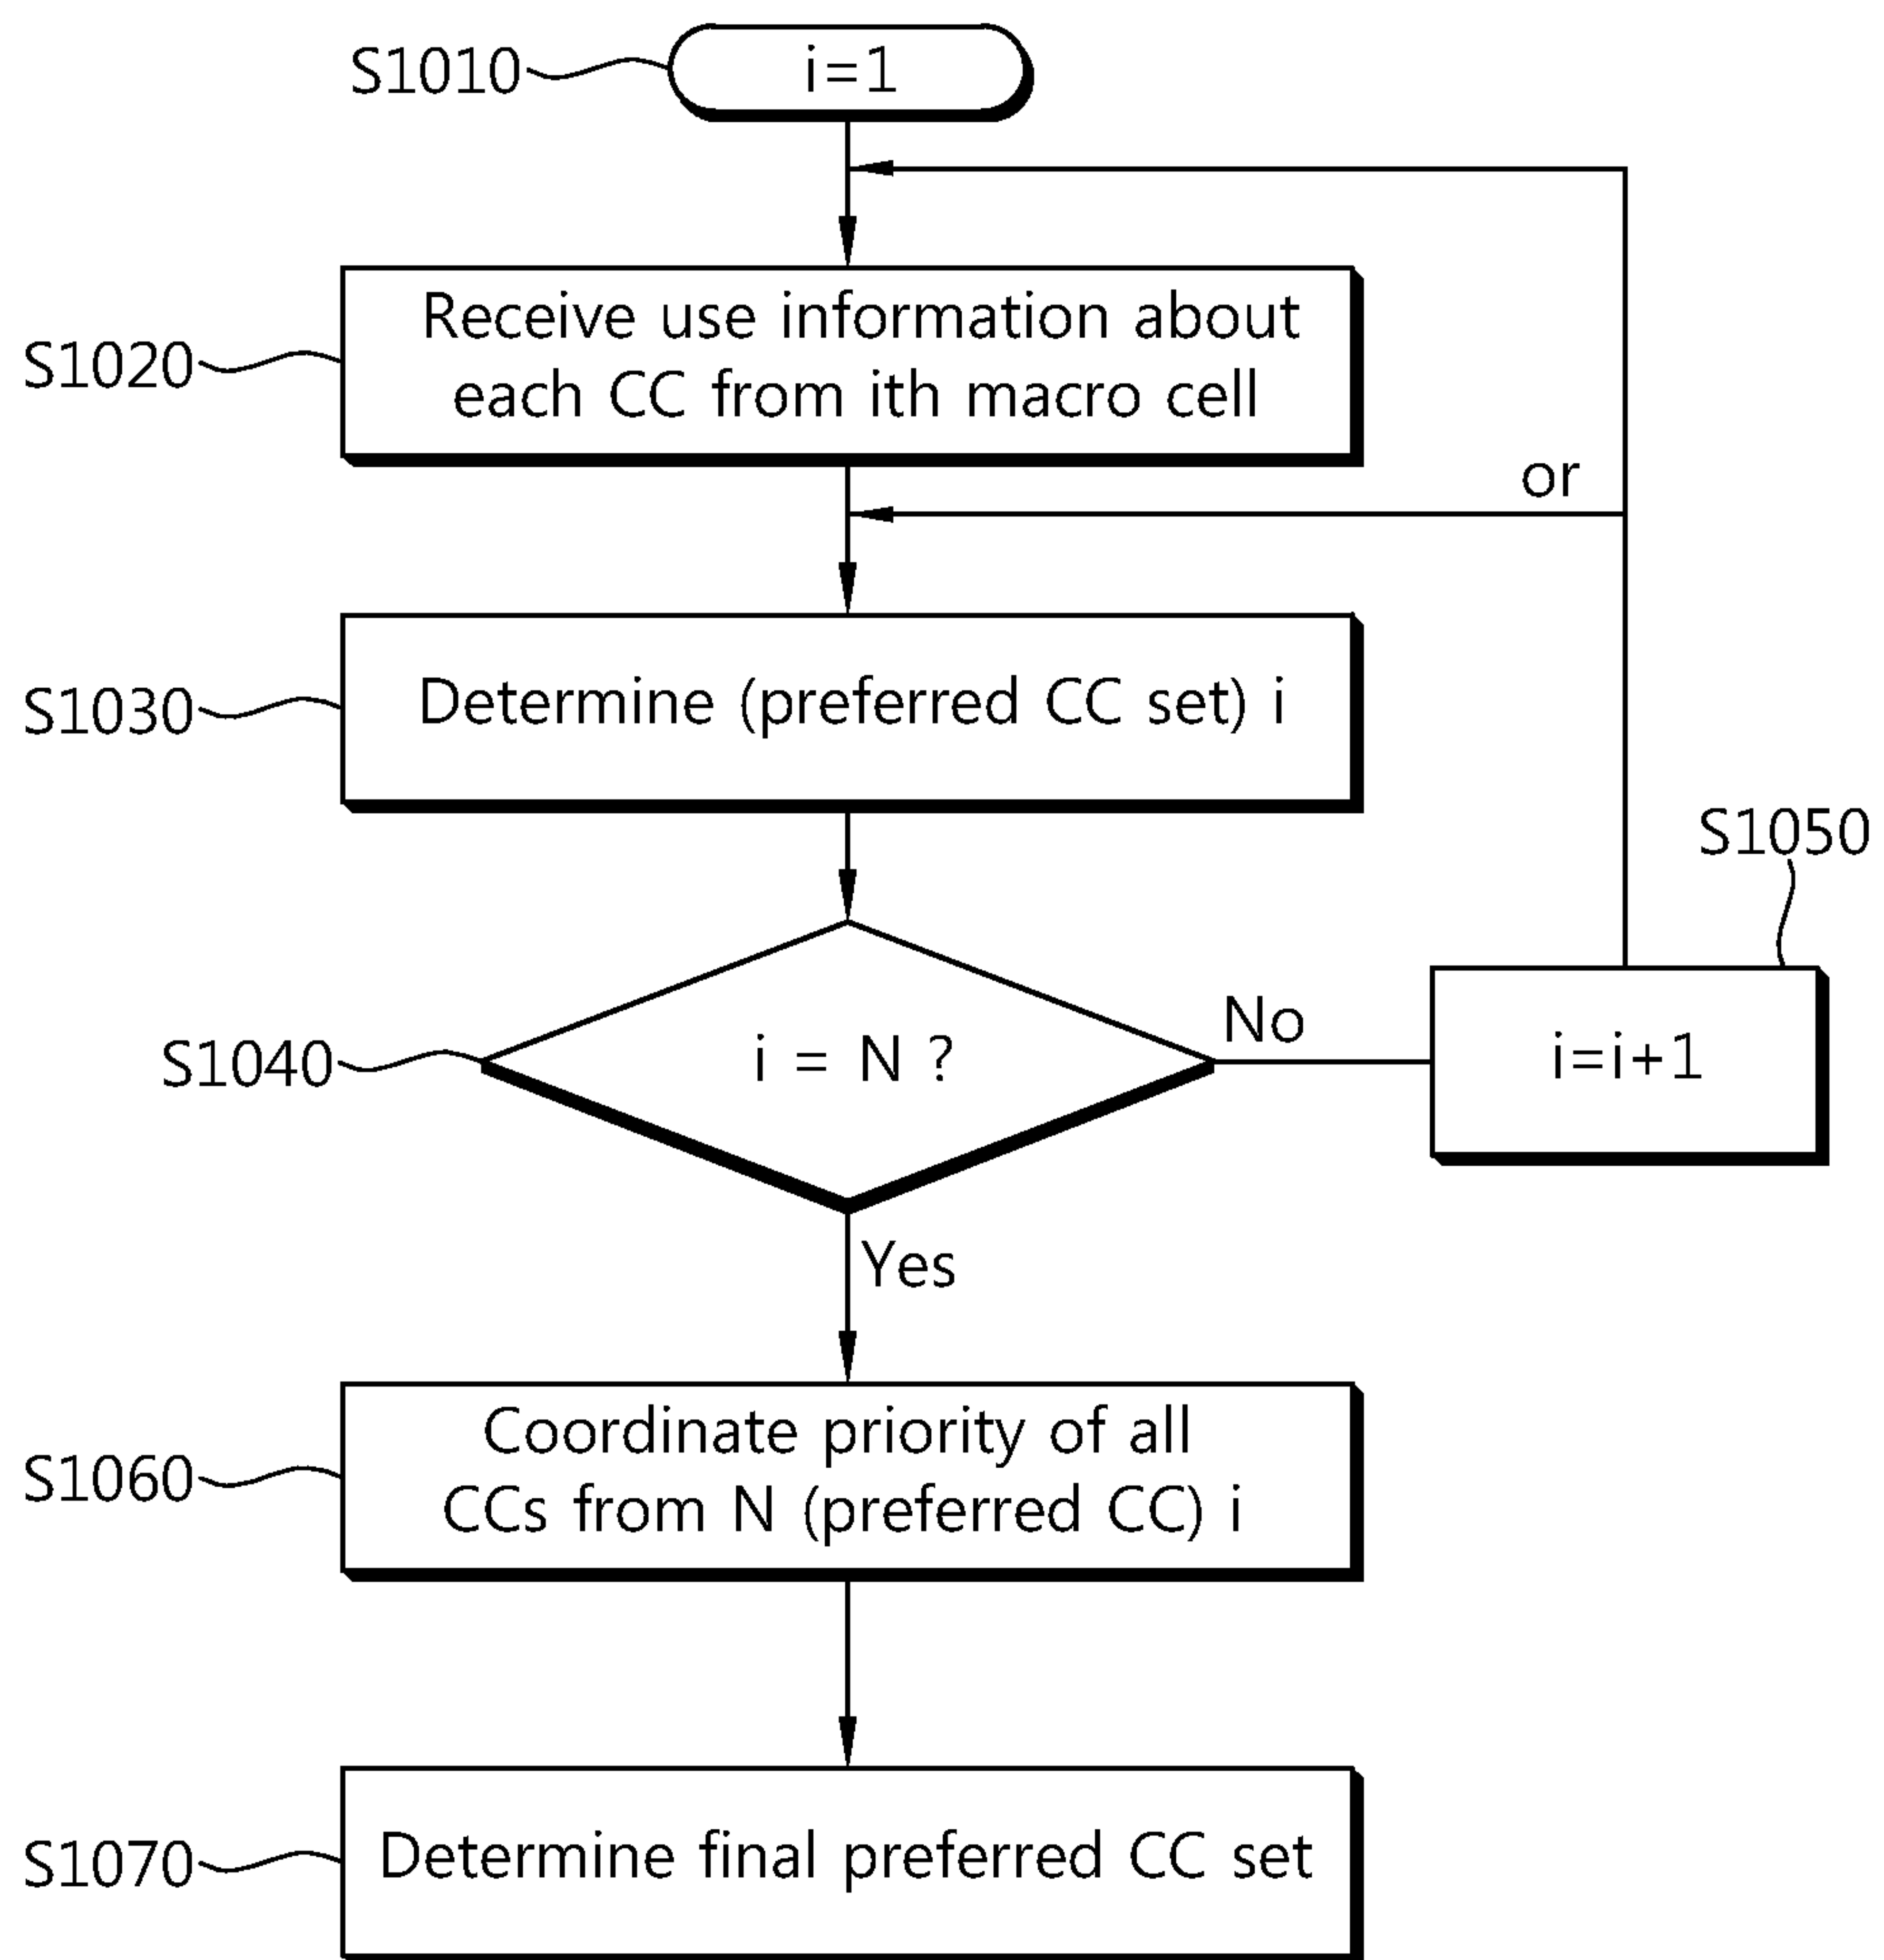 S1010
i=1
S1020
Receive use information about
each CC from ith macro cell
or
S1030
Determine (preferred CC set) i
S1050
S1040
i = N ?
No
i=i+1
Yes
S1060
Coordinate priority of all
CCs from N (preferred CC) i
S1070
Determine final preferred CC set